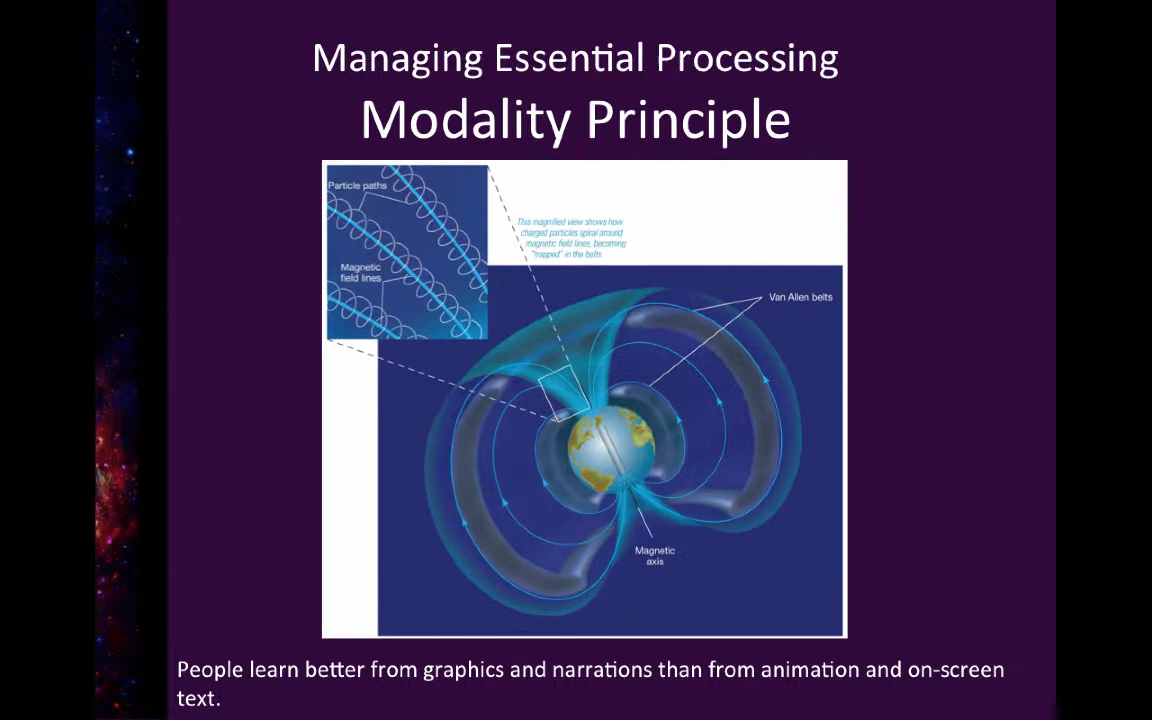 Managing Essential Processing
Modality Principle
Particle paths
Magnetic
field lines
This magnified view shows how
charged particles spiral around
magnetic field lines, becoming
"trapped" in the belts
Van Allen belts
Magnetic
axis
People learn better from graphics and narrations than from animation and on-screen
text.